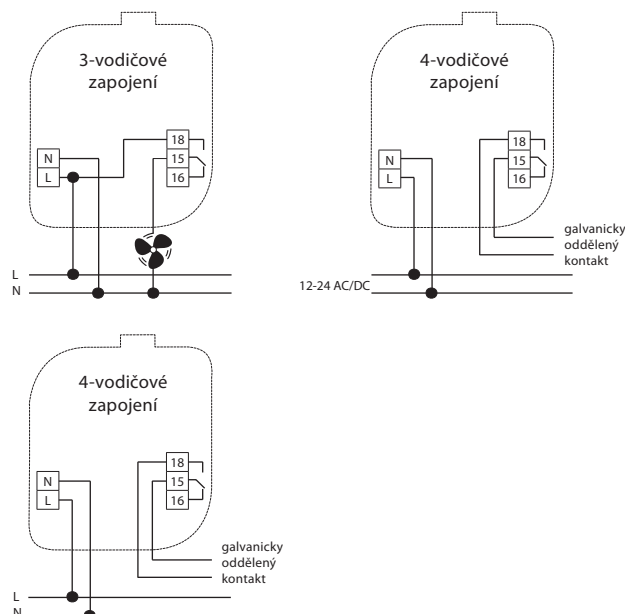 3-vodičové
zapojení
18
15
16
N
L
L
N
4-vodičové
zapojení
18
15
16
N
L
galvanicky
oddělený
kontakt
12-24 AC/DC
4-vodičové
zapojení
18
15
16
N
L
galvanicky
oddělený
kontakt
L
N